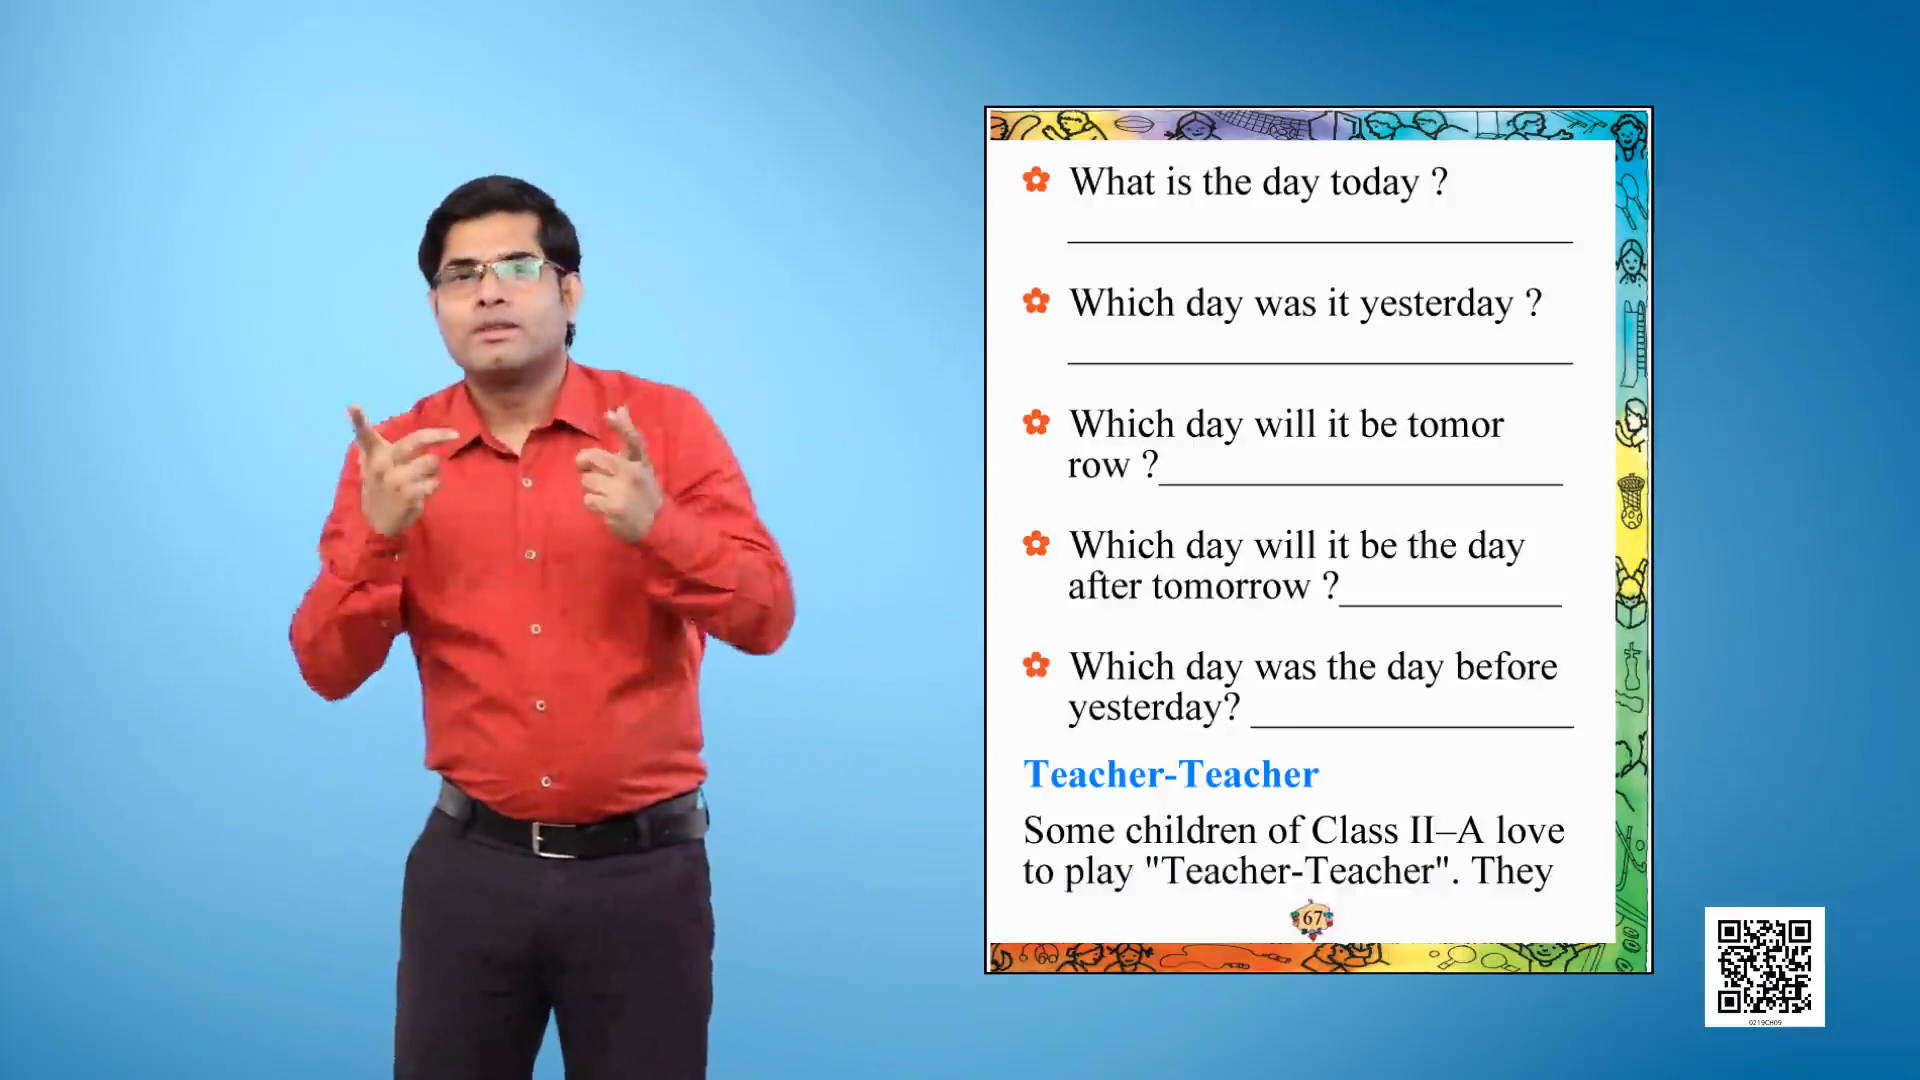 What is the day today ?
Which day was it yesterday ?
Which day will it be tomor
row ?
Which day will it be the day
after tomorrow ?
Which day was the day before
yesterday?
Teacher-Teacher
Some children of Class II–A love
to play "Teacher-Teacher". They
67
0219CH09